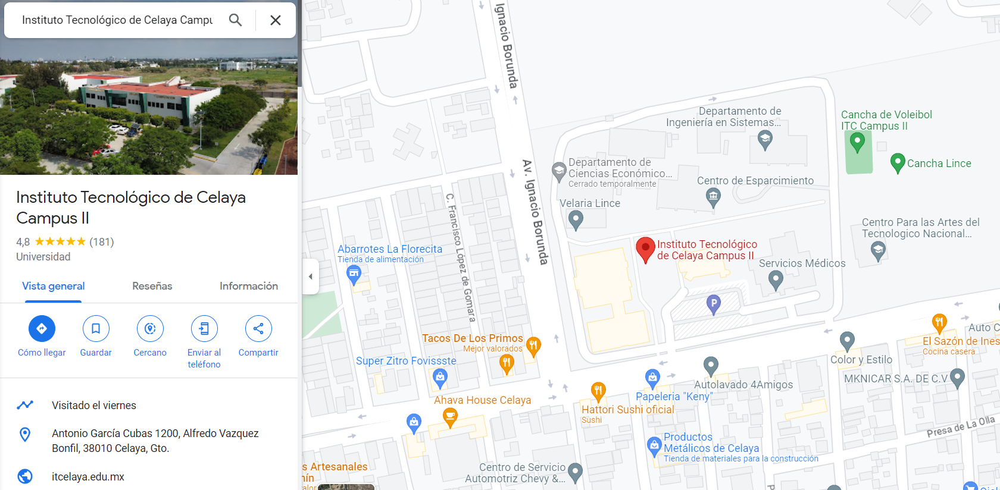 Instituto Tecnológico de Celaya Campu
Instituto Tecnológico de Celaya
Campus II
4,8
(181)
Universidad
Vista general
Reseñas
Información
Cómo llegar
Guardar
Cercano
Enviar al
teléfono
Compartir
Visitado el viernes
Antonio García Cubas 1200, Alfredo Vazquez
Bonfil, 38010 Celaya, Gto.
itcelaya.edu.mx
Ignacio Borunda
Av. Ignacio Borunda
C. Francisco López de Gomara
Departamento de
Ingeniería en Sistemas...
Cancha de Voleibol
ITC Campus II
Cancha Lince
Departamento de
Ciencias Económico...
Cerrado temporalmente
Centro de Esparcimiento
Velaria Lince
Centro Para las Artes del
Tecnologico Nacional...
Instituto Tecnológico
de Celaya Campus II
Servicios Médicos
P
Abarrotes La Florecita
Tienda de alimentación
Tacos De Los Primos
Mejor valorados
Super Zitro Fovissste
Auto C
El Sazón de Ines
Cocina casera
Color y Estilo
MKNICAR S.A. DE C.V
Autolavado 4Amigos
Papeleria "Keny"
Ahava House Celaya
Hattori Sushi oficial
Sushi
Presa de La Olla
Productos
Metálicos de Celaya
Tienda de materiales para la construcción
Centro de Servicio
Automotriz Chevy &...
s Artesanales
nín
valor
P